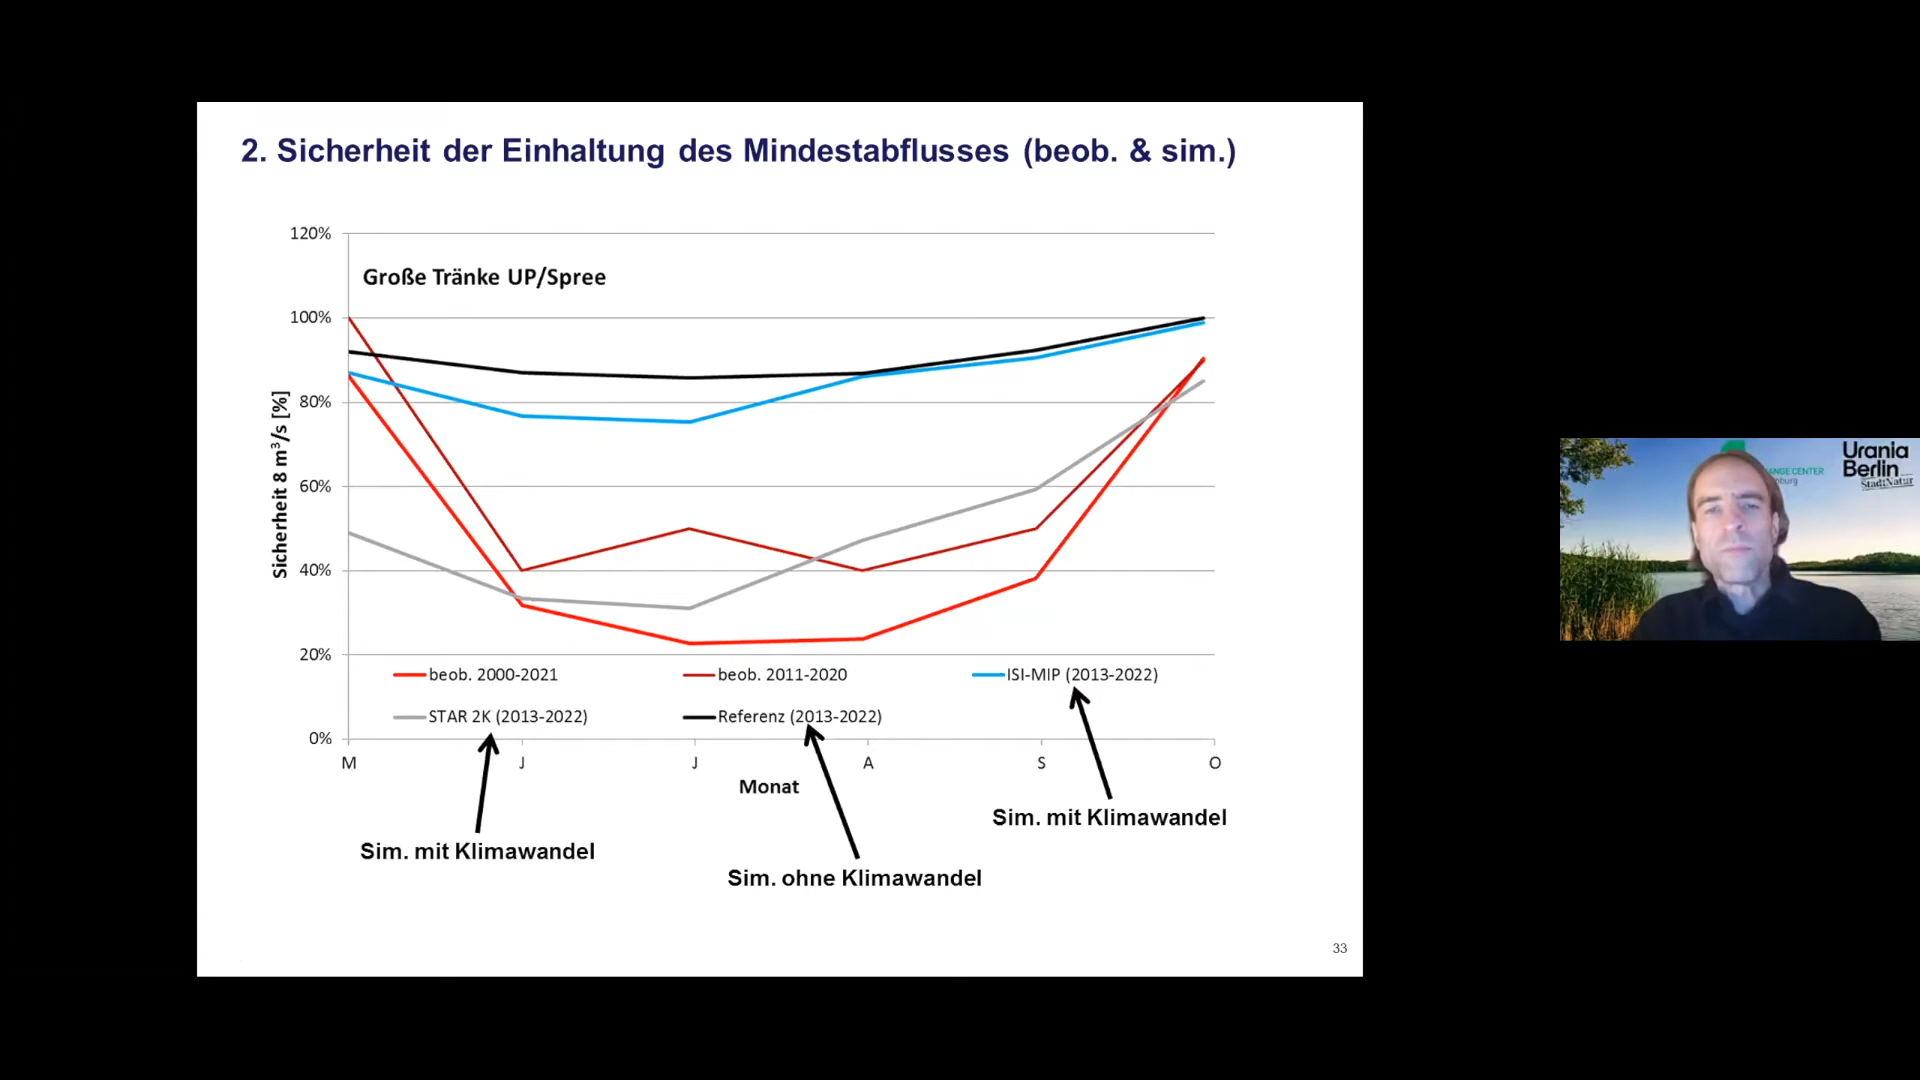 2. Sicherheit der Einhaltung des Mindestabflusses (beob. & sim.)
120%
Große Tränke UP/Spree
100%
80%
60%
40%
20%
0%
Sicherheit 8 m³/s [%]
beob. 2000-2021
beob. 2011-2020
ISI-MIP (2013-2022)
STAR 2K (2013-2022)
Referenz (2013-2022)
M J J A S O
Monat
Sim. mit Klimawandel
Sim. mit Klimawandel
Sim. ohne Klimawandel
33
Urania
Berlin
StadtNatur
CENTER